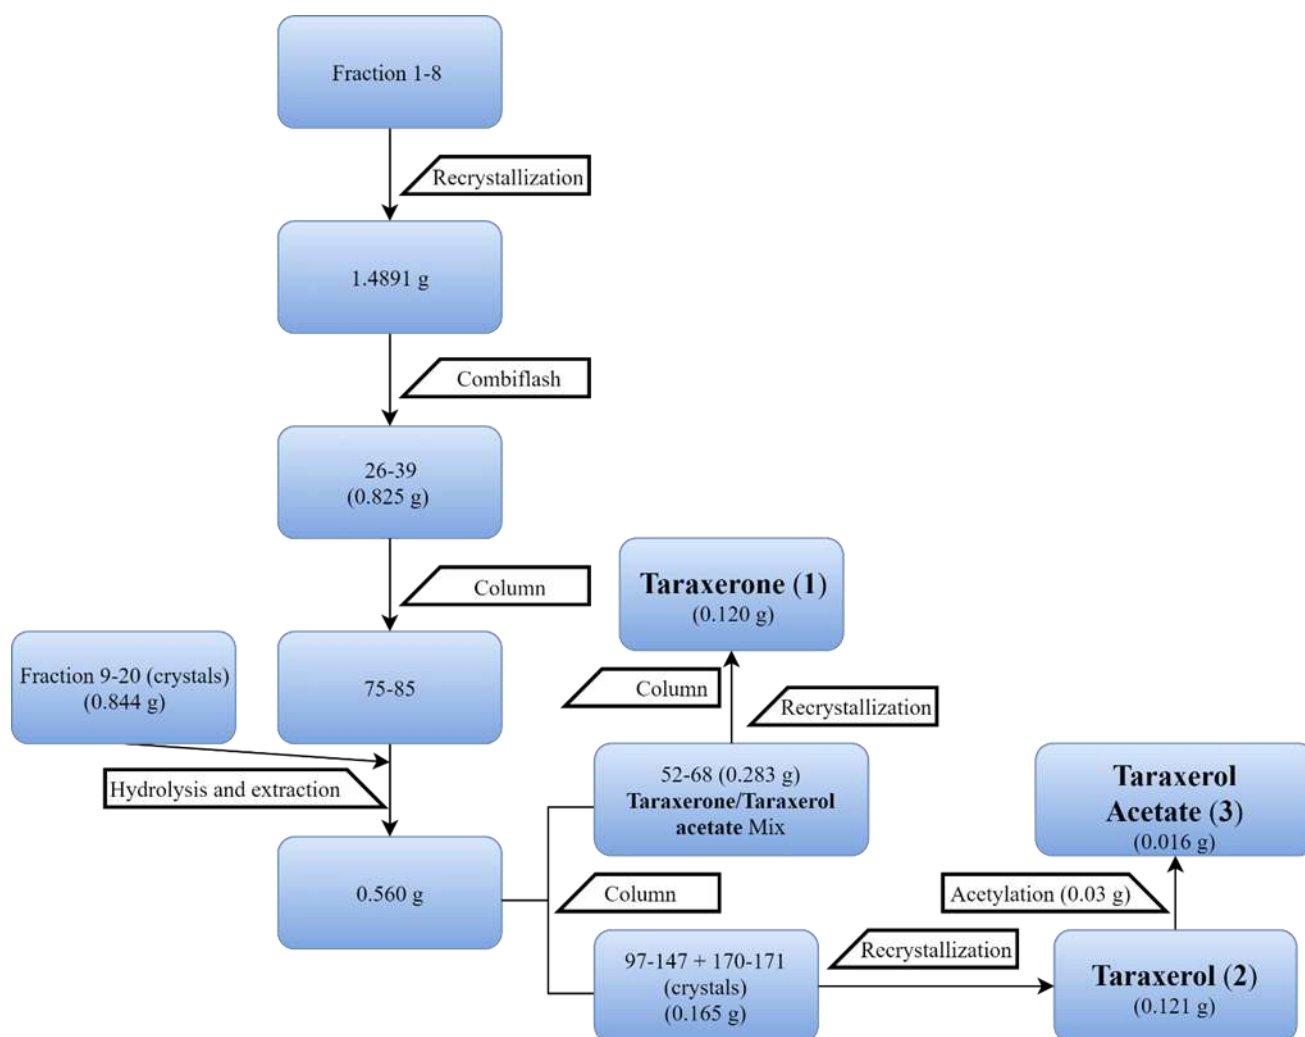 Fraction 1-8
Recrystallization
1.4891 g
Combiflash
26-39
(0.825 g)
Column
Fraction 9-20 (crystals)
(0.844 g)
75-85
Hydrolysis and extraction
0.560 g
Column
52-68 (0.283 g)
Taraxerone/Taraxerol
acetate Mix
Column
Recrystallization
Taraxerone (1)
(0.120 g)
97-147 + 170-171
(crystals)
(0.165 g)
Recrystallization
Taraxerol (2)
(0.121 g)
Acetylation (0.03 g)
Taraxerol
Acetate (3)
(0.016 g)